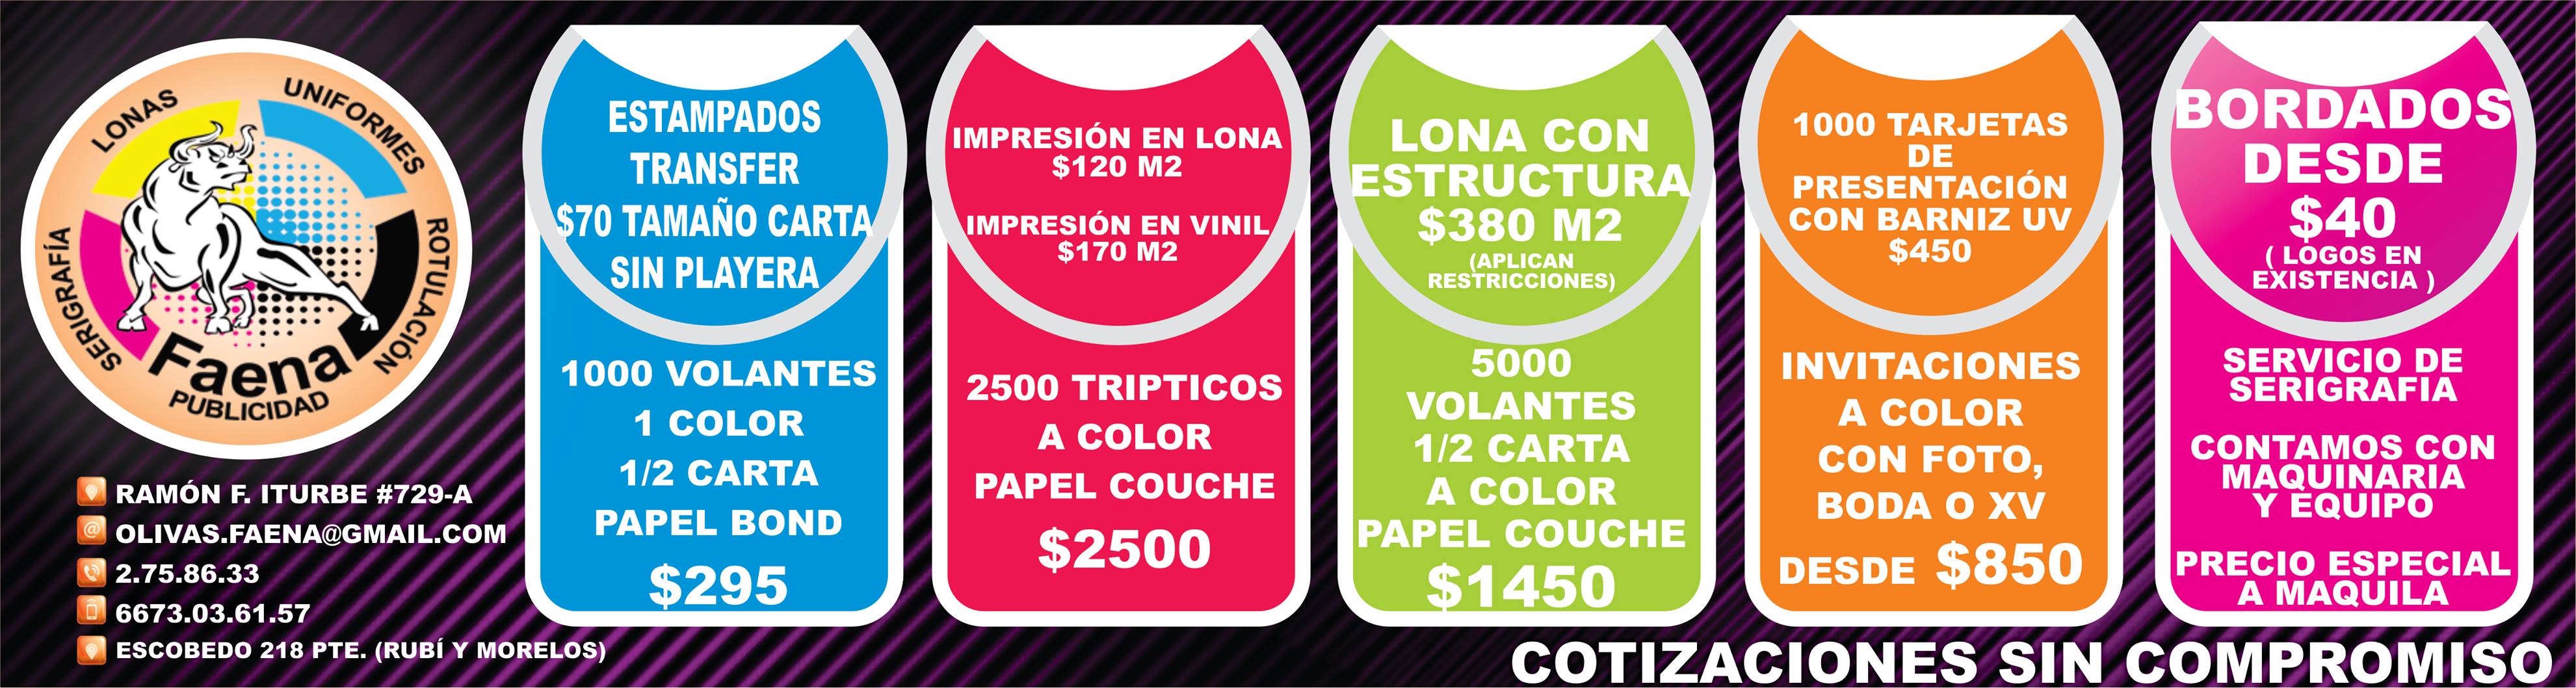 LONAS
UNIFORMES
SERIGRAFÍA
ROTULACIÓN
Faena
PUBLICIDAD
RAMÓN F. ITURBE #729-A
OLIVAS.FAENA@GMAIL.COM
2.75.86.33
6673.03.61.57
ESCOBEDO 218 PTE. (RUBÍ Y MORELOS)
ESTAMPADOS
TRANSFER
$70 TAMAÑO CARTA
SIN PLAYERA
1000 VOLANTES
1 COLOR
1/2 CARTA
PAPEL BOND
$295
IMPRESIÓN EN LONA
$120 M2
IMPRESIÓN EN VINIL
$170 M2
2500 TRIPTICOS
A COLOR
PAPEL COUCHE
$2500
LONA CON
ESTRUCTURA
$380 M2
(APLICAN
RESTRICCIONES)
5000
VOLANTES
1/2 CARTA
A COLOR
PAPEL COUCHE
$1450
1000 TARJETAS
DE
PRESENTACIÓN
CON BARNIZ UV
$450
INVITACIONES
A COLOR
CON FOTO,
BODA O XV
DESDE $850
BORDADOS
DESDE
$40
( LOGOS EN
EXISTENCIA )
SERVICIO DE
SERIGRAFIA
CONTAMOS CON
MAQUINARIA
Y EQUIPO
PRECIO ESPECIAL
A MAQUILA
COTIZACIONES SIN COMPROMISO